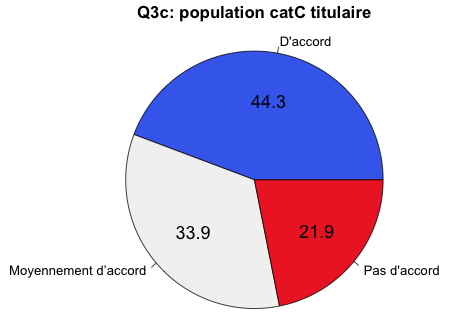 Q3c: population catC titulaire
D'accord
44.3
33.9
21.9
Moyennement d’accord
Pas d'accord